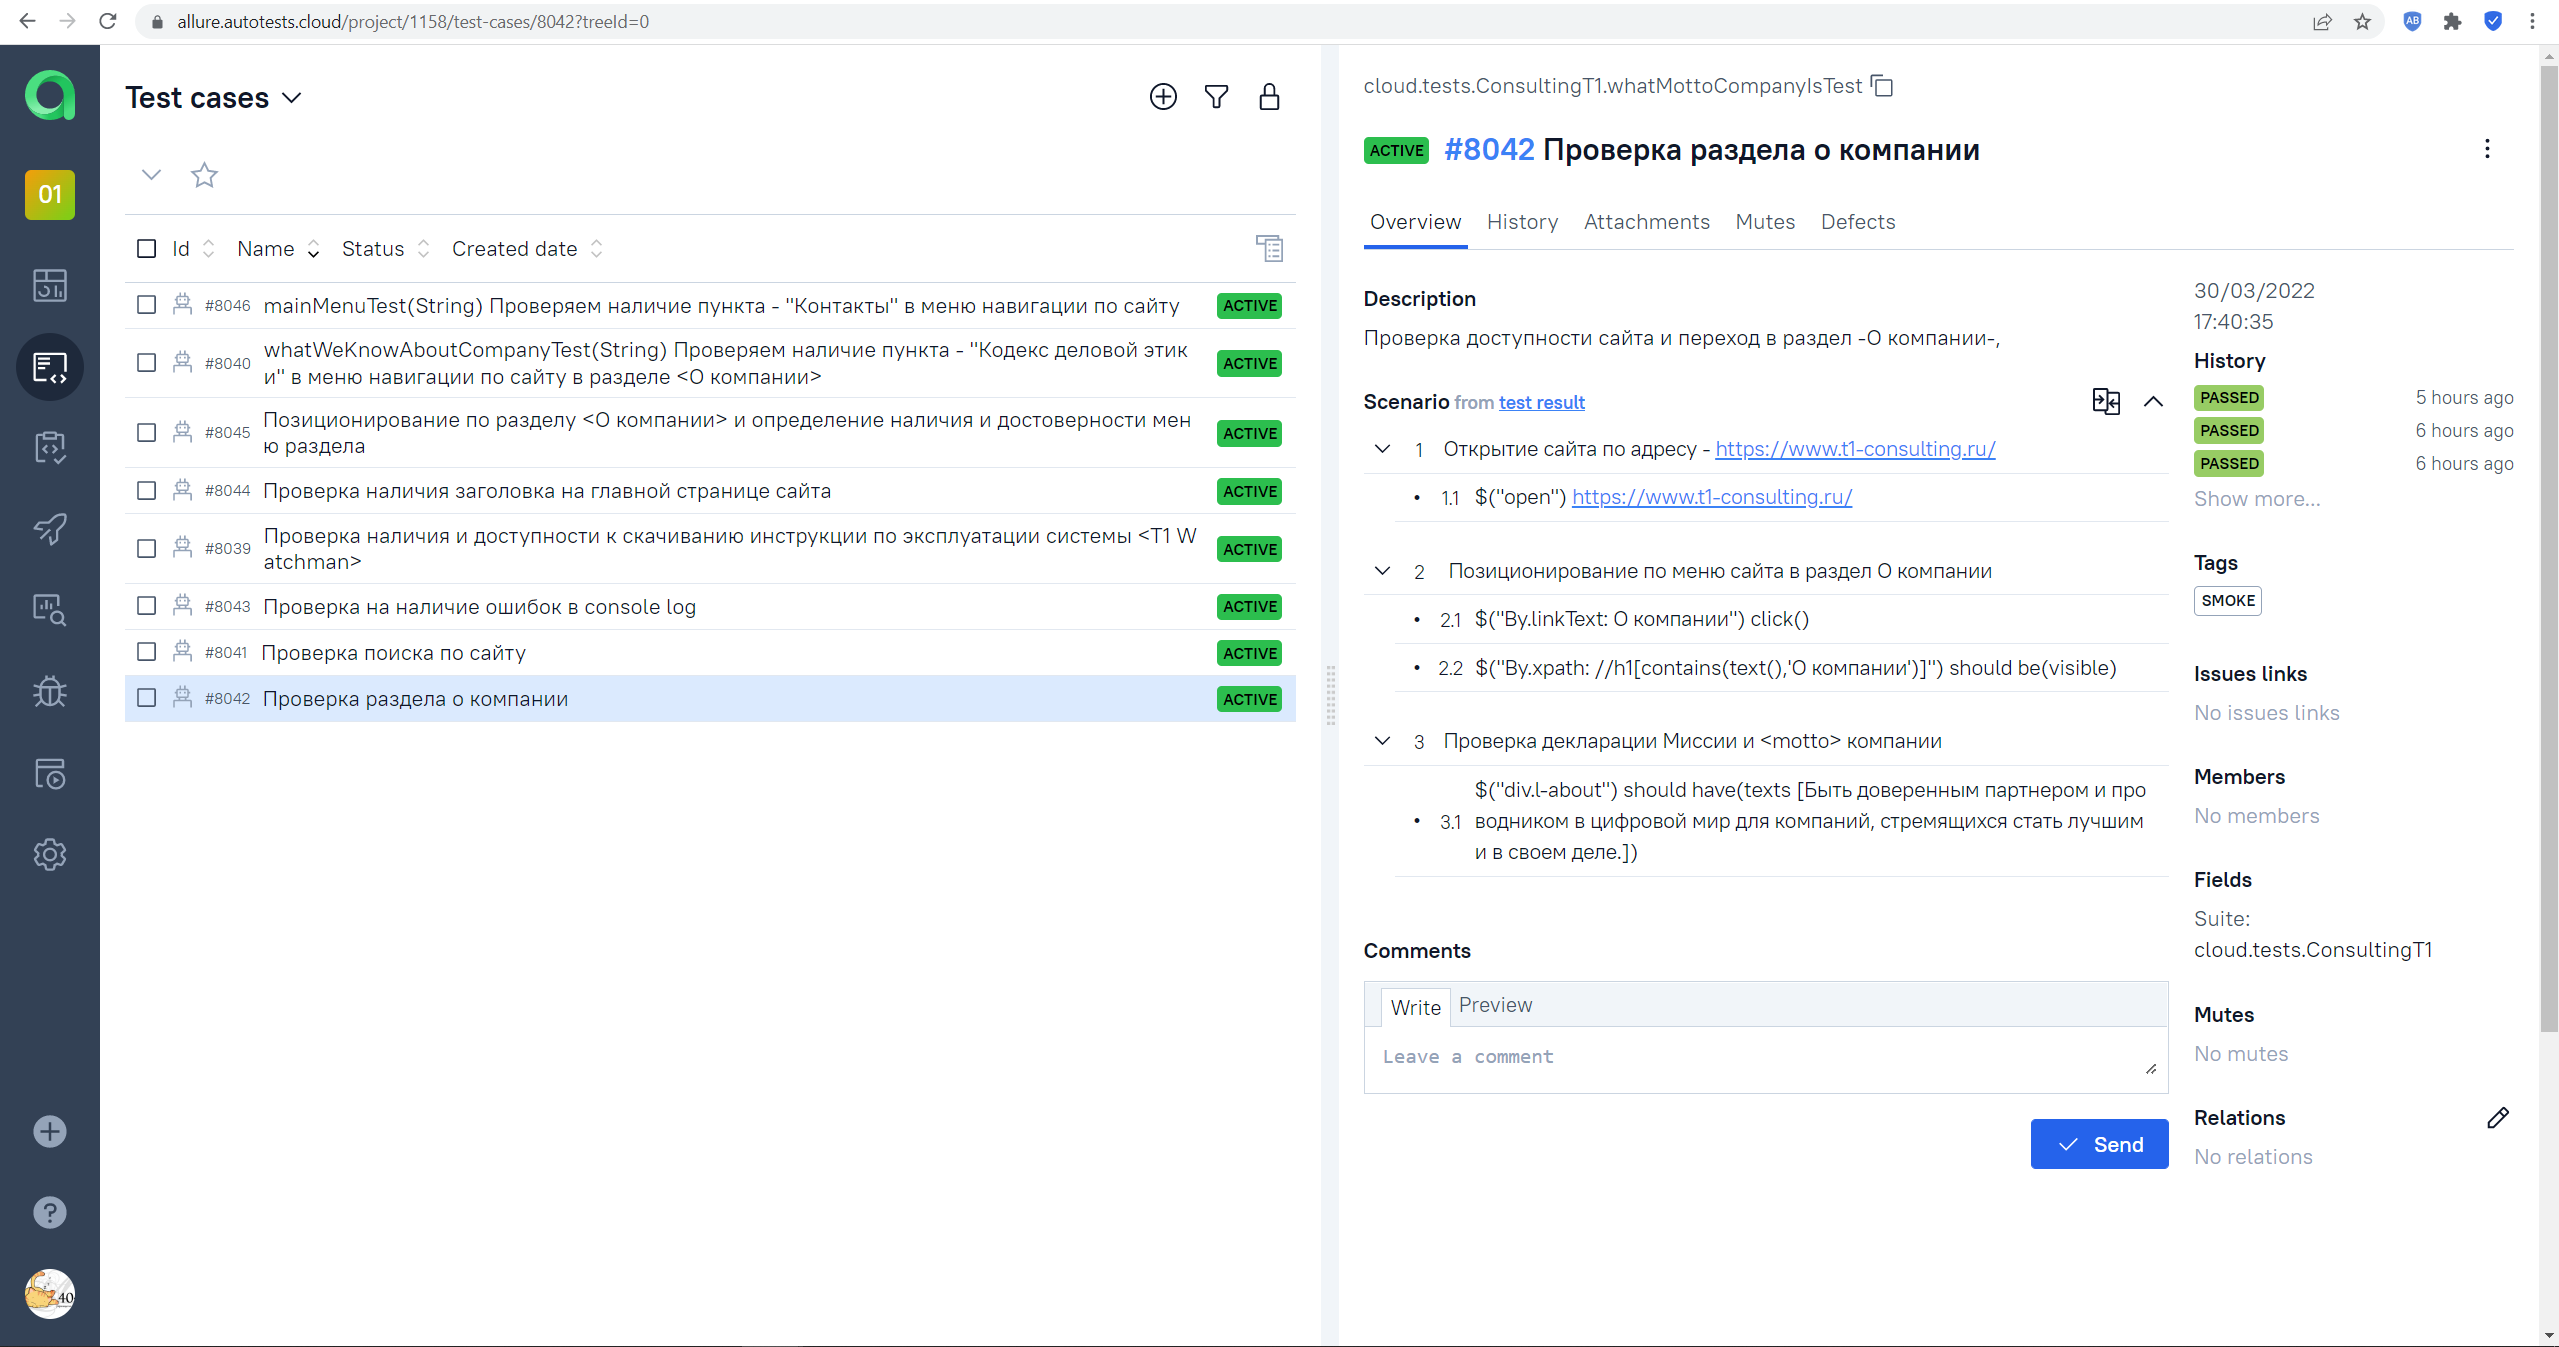 allure.autotests.cloud/project/1158/test-cases/8042?treeId=0
AB
01
40
Test cases
Id Name Status Created date
#8046 mainMenuTest(String) Проверяем наличие пункта - "Контакты" в меню навигации по сайту ACTIVE
#8040 whatWeKnowAboutCompanyTest(String) Проверяем наличие пункта - "Кодекс деловой этик
и" в меню навигации по сайту в разделе <О компании> ACTIVE
#8045 Позиционирование по разделу <О компании> и определение наличия и достоверности мен
ю раздела ACTIVE
#8044 Проверка наличия заголовка на главной странице сайта ACTIVE
#8039 Проверка наличия и доступности к скачиванию инструкции по эксплуатации системы <T1 W
atchman> ACTIVE
#8043 Проверка на наличие ошибок в console log ACTIVE
#8041 Проверка поиска по сайту ACTIVE
#8042 Проверка раздела о компании ACTIVE
cloud.tests.ConsultingT1.whatMottoCompanyIsTest
ACTIVE #8042 Проверка раздела о компании
Overview History Attachments Mutes Defects
Description
Проверка доступности сайта и переход в раздел -О компании-,
Scenario from test result
1 Открытие сайта по адресу - https://www.t1-consulting.ru/
• 1.1 $("open") https://www.t1-consulting.ru/
2 Позиционирование по меню сайта в раздел О компании
• 2.1 $("By.linkText: О компании") click()
• 2.2 $("By.xpath: //h1[contains(text(),'О компании')]") should be(visible)
3 Проверка декларации Миссии и <motto> компании
• 3.1 $("div.l-about") should have(texts [Быть доверенным партнером и про
водником в цифровой мир для компаний, стремящихся стать лучшим
и в своем деле.])
Comments
Write Preview
Leave a comment
Send
30/03/2022
17:40:35
History
PASSED 5 hours ago
PASSED 6 hours ago
PASSED 6 hours ago
Show more...
Tags
SMOKE
Issues links
No issues links
Members
No members
Fields
Suite:
cloud.tests.ConsultingT1
Mutes
No mutes
Relations
No relations